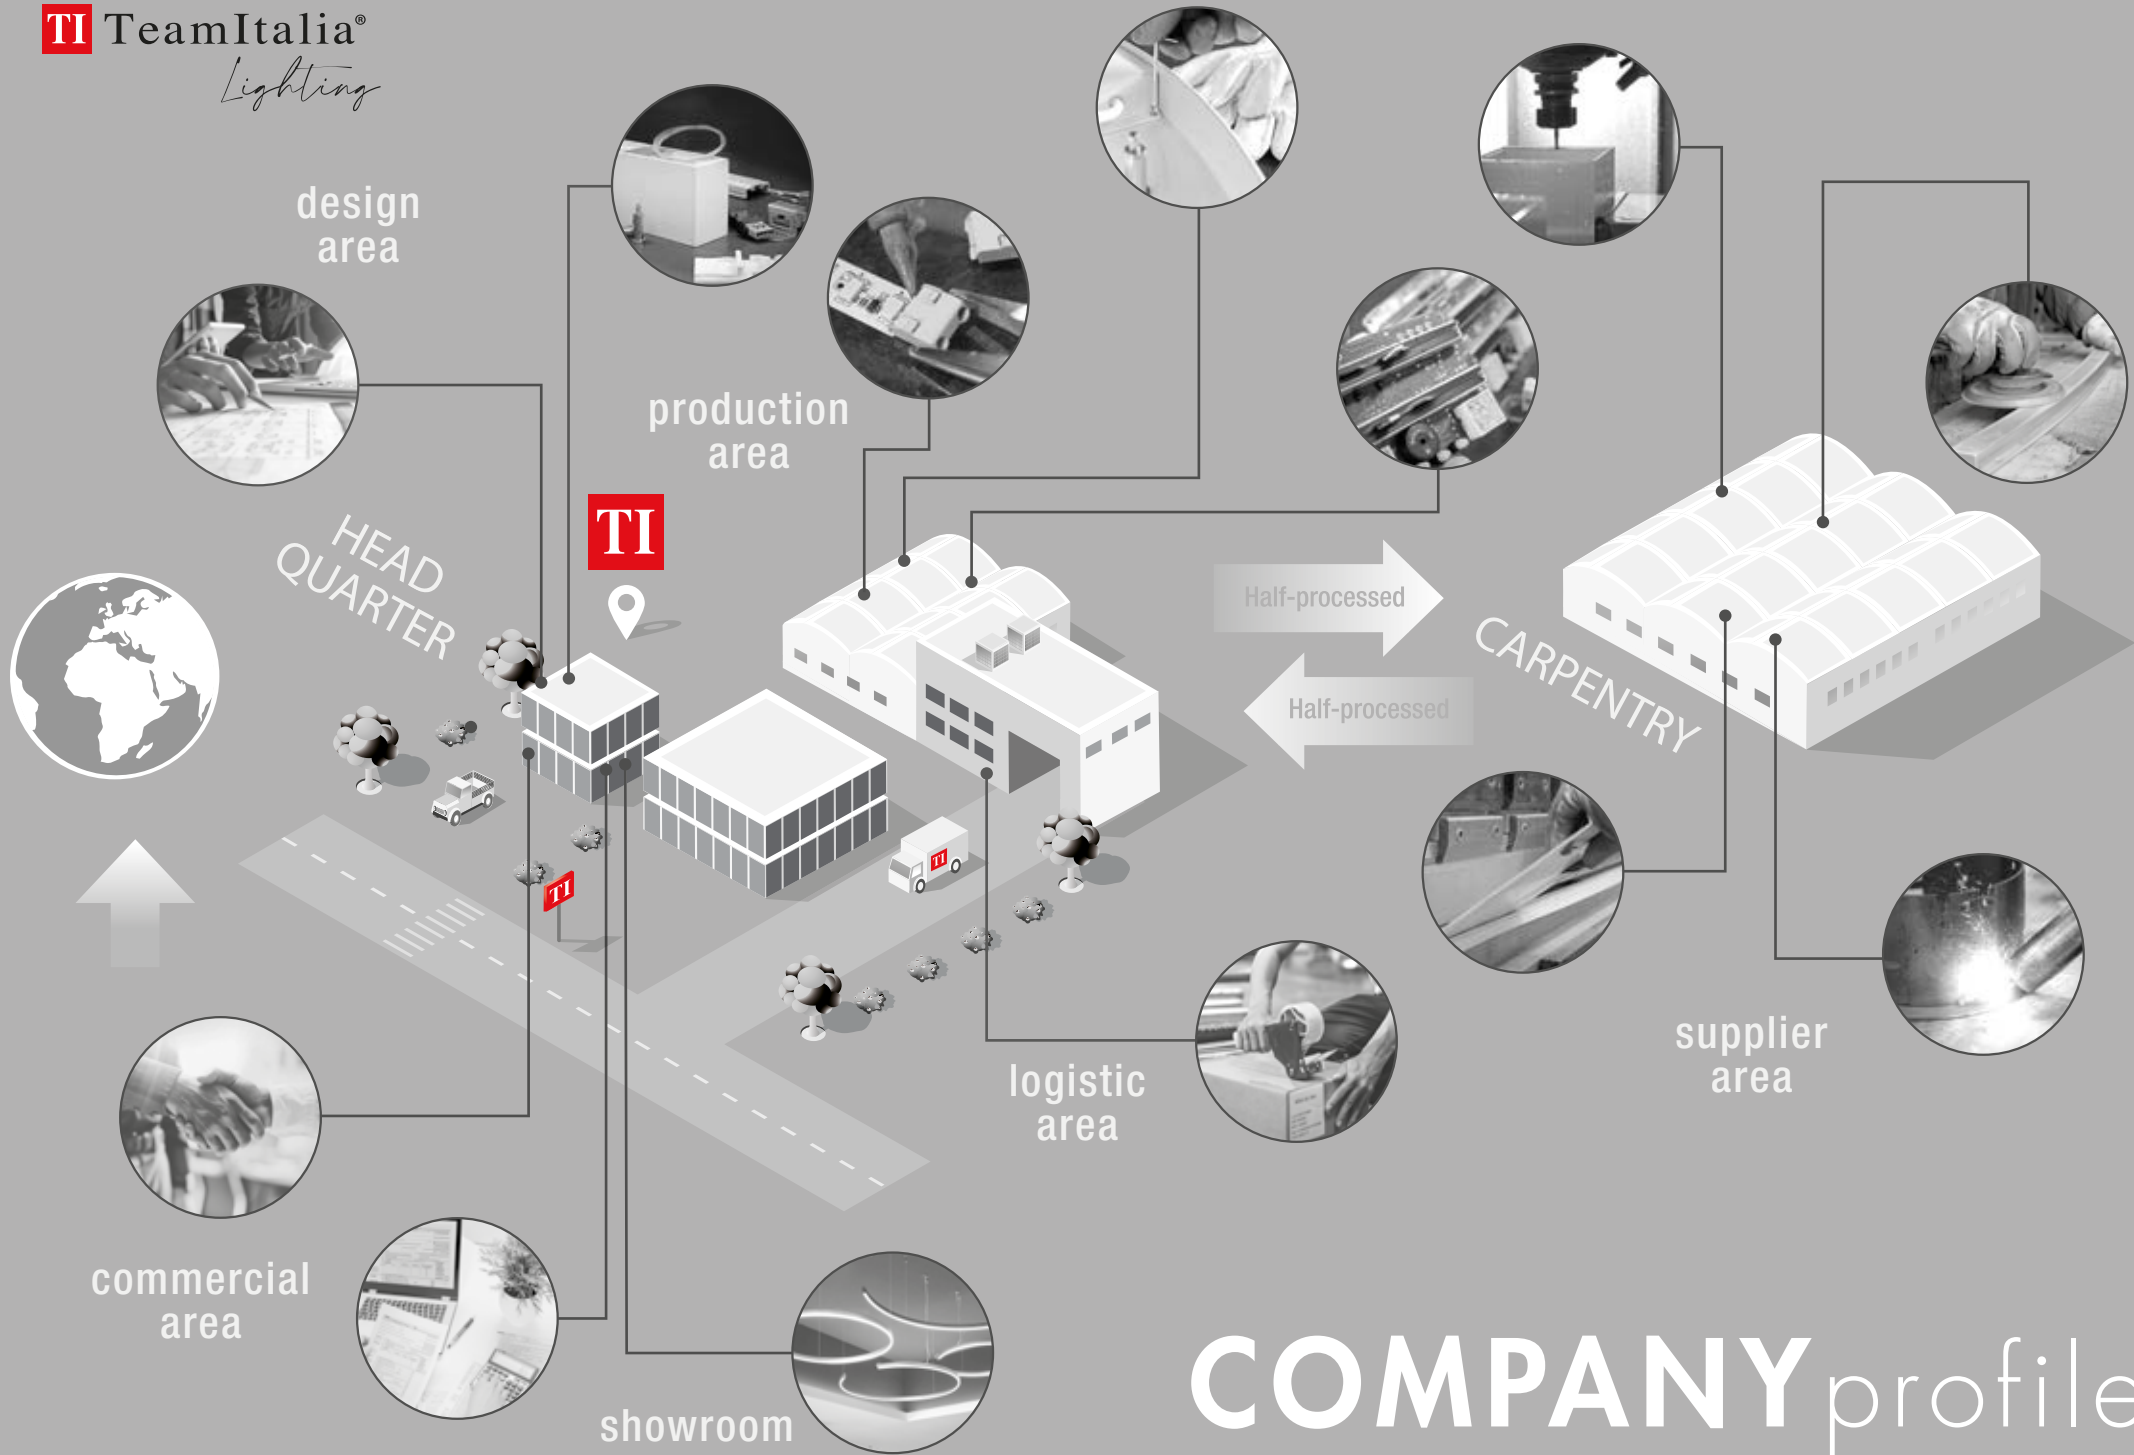 TI TeamItalia®
Lighting
design
area
production
area
HEAD
QUARTER
TI
Half-processed
CARPENTRY
Half-processed
TI
TI
supplier
area
logistic
area
commercial
area
showroom
COMPANYprofile